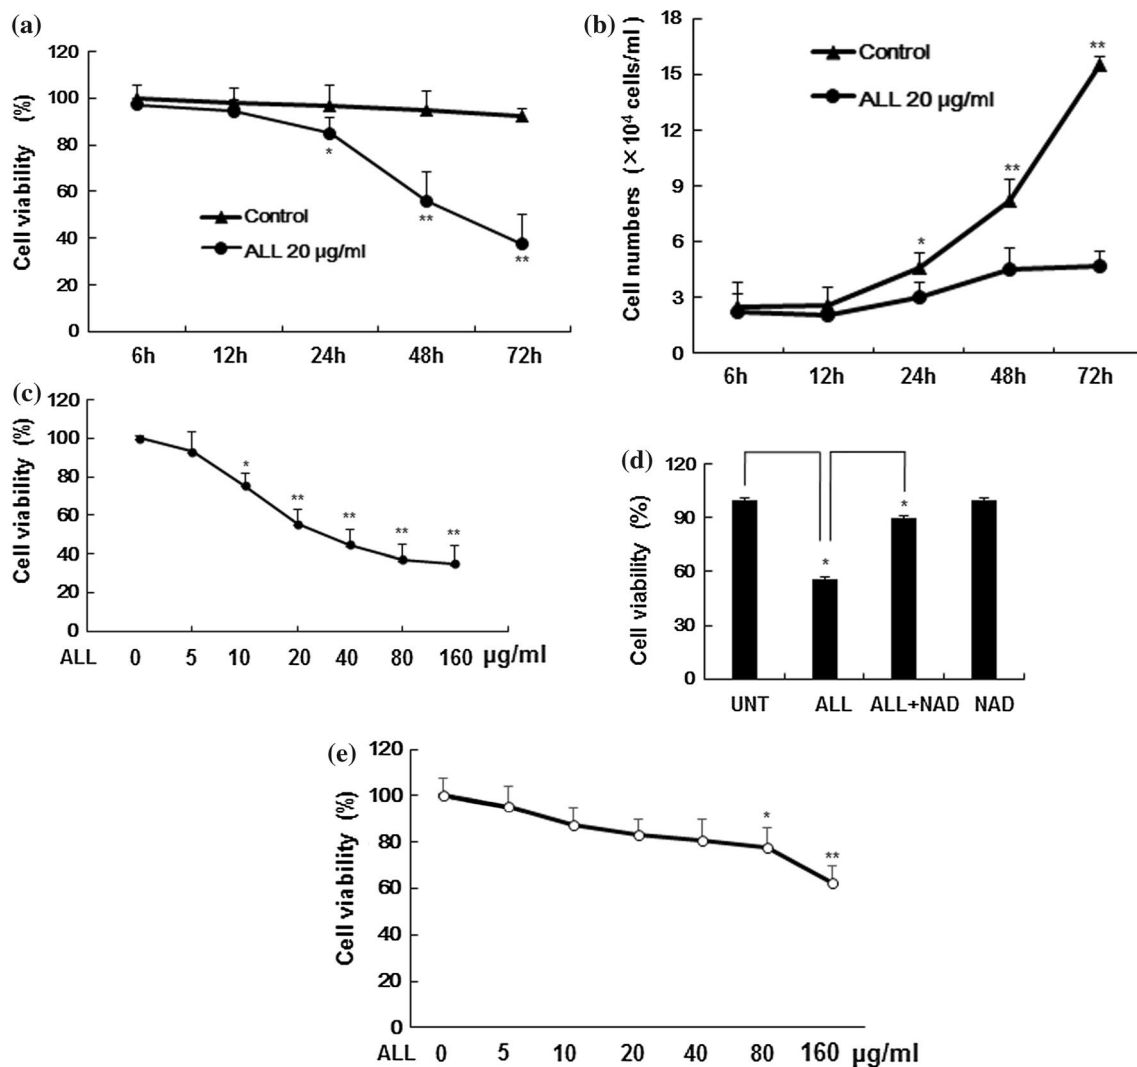 (a)
Cell viability (%)
120
100
80
60
40
20
0
Control
ALL 20 µg/ml
*
**
**
6h 12h 24h 48h 72h
(b)
Cell numbers (×10⁴ cells/ml)
18
15
12
9
6
3
0
Control
ALL 20 µg/ml
*
**
**
6h 12h 24h 48h 72h
(c)
Cell viability (%)
120
100
80
60
40
20
0
*
**
**
**
**
ALL 0 5 10 20 40 80 160 µg/ml
(d)
Cell viability (%)
120
90
60
30
0
*
*
UNT ALL ALL+NAD NAD
(e)
Cell viability (%)
120
100
80
60
40
20
0
*
**
ALL 0 5 10 20 40 80 160 µg/ml